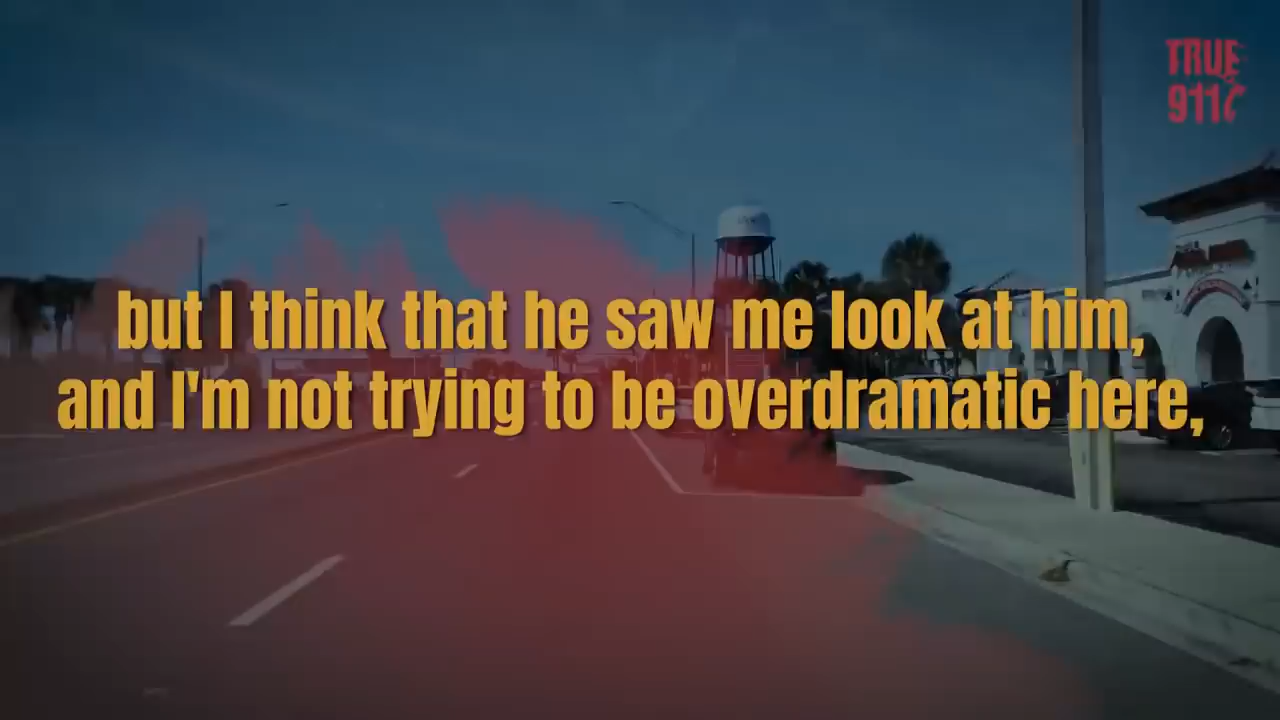 TRUE
911
but I think that he saw me look at him,
and I'm not trying to be overdramatic here,